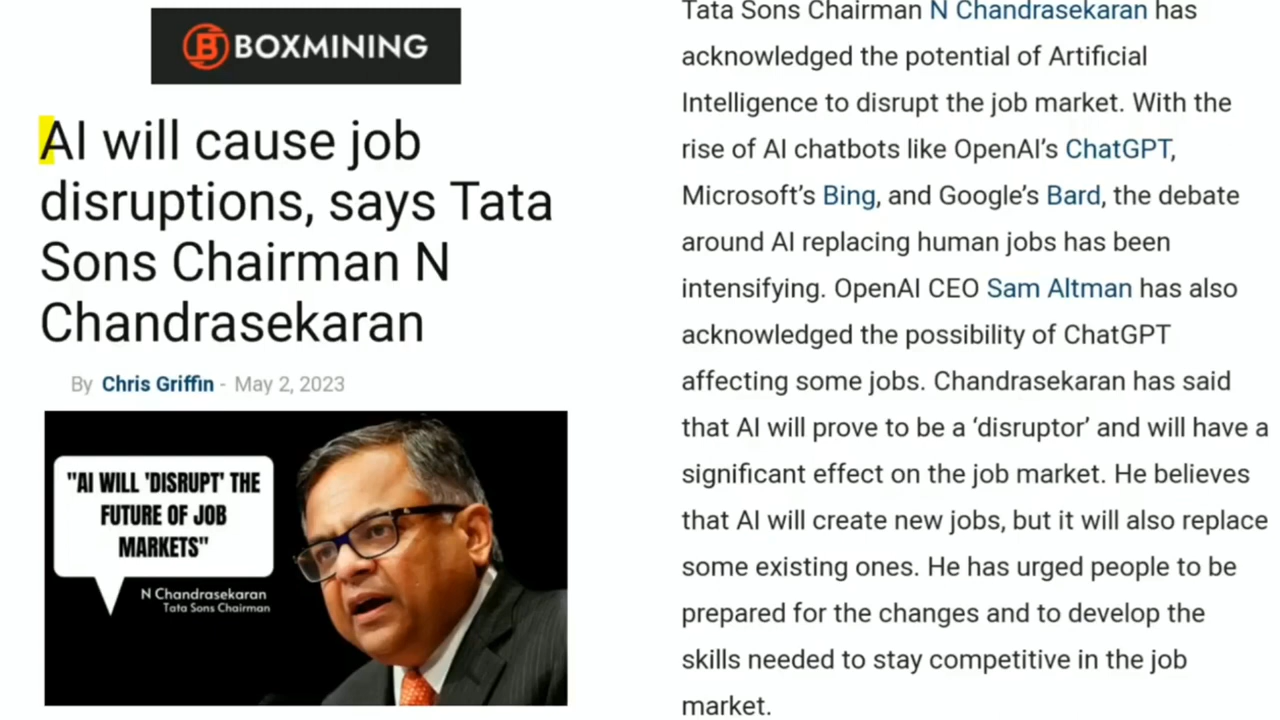 BOXMINING
AI will cause job
disruptions, says Tata
Sons Chairman N
Chandrasekaran
By Chris Griffin - May 2, 2023
"AI WILL 'DISRUPT' THE
FUTURE OF JOB
MARKETS"
N Chandrasekaran
Tata Sons Chairman
Tata Sons Chairman N Chandrasekaran has
acknowledged the potential of Artificial
Intelligence to disrupt the job market. With the
rise of AI chatbots like OpenAI’s ChatGPT,
Microsoft’s Bing, and Google’s Bard, the debate
around AI replacing human jobs has been
intensifying. OpenAI CEO Sam Altman has also
acknowledged the possibility of ChatGPT
affecting some jobs. Chandrasekaran has said
that AI will prove to be a ‘disruptor’ and will have a
significant effect on the job market. He believes
that AI will create new jobs, but it will also replace
some existing ones. He has urged people to be
prepared for the changes and to develop the
skills needed to stay competitive in the job
market.